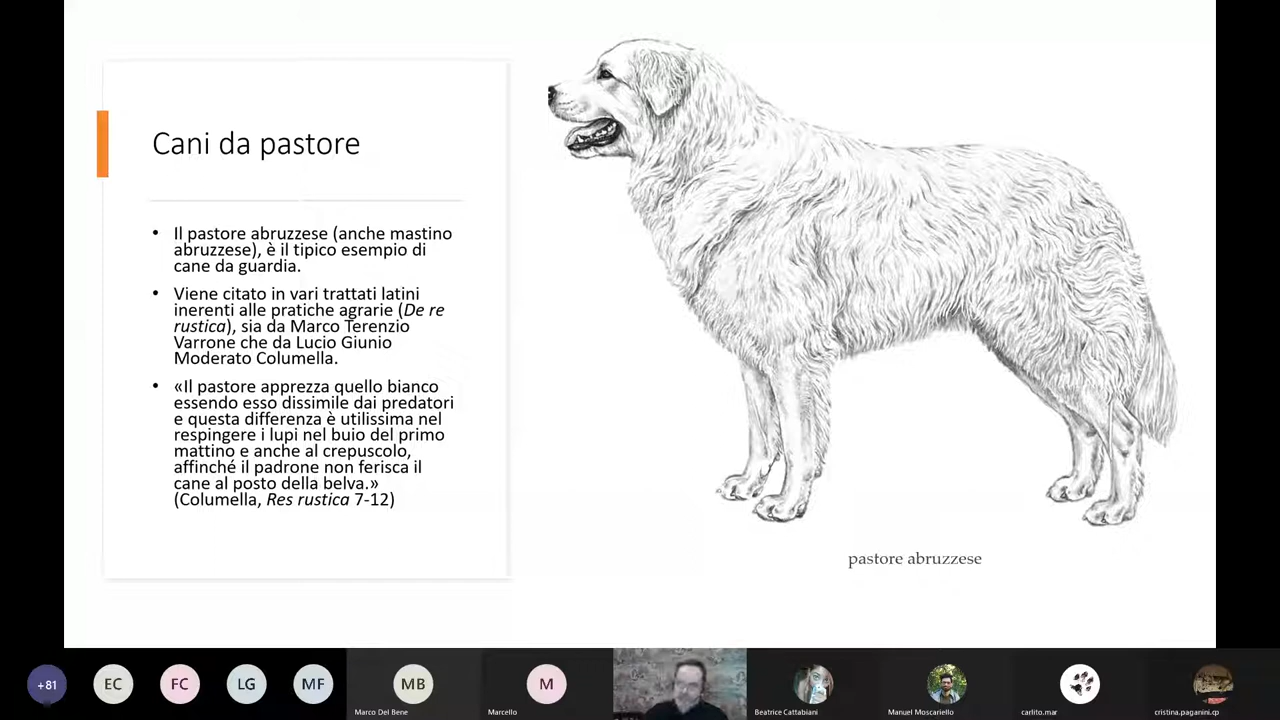 Cani da pastore
• Il pastore abruzzese (anche mastino
abruzzese), è il tipico esempio di
cane da guardia.
• Viene citato in vari trattati latini
inerenti alle pratiche agrarie (De re
rustica), sia da Marco Terenzio
Varrone che da Lucio Giunio
Moderato Columella.
• «Il pastore apprezza quello bianco
essendo esso dissimile dai predatori
e questa differenza è utilissima nel
respingere i lupi nel buio del primo
mattino e anche al crepuscolo,
affinché il padrone non ferisca il
cane al posto della belva.»
(Columella, Res rustica 7-12)
pastore abruzzese
+81
EC
FC
LG
MF
MB
Marco Del Bene
M
Marcello
Beatrice Cattabiani
Manuel Moscariello
carlito.mar
cristina.paganini.cp